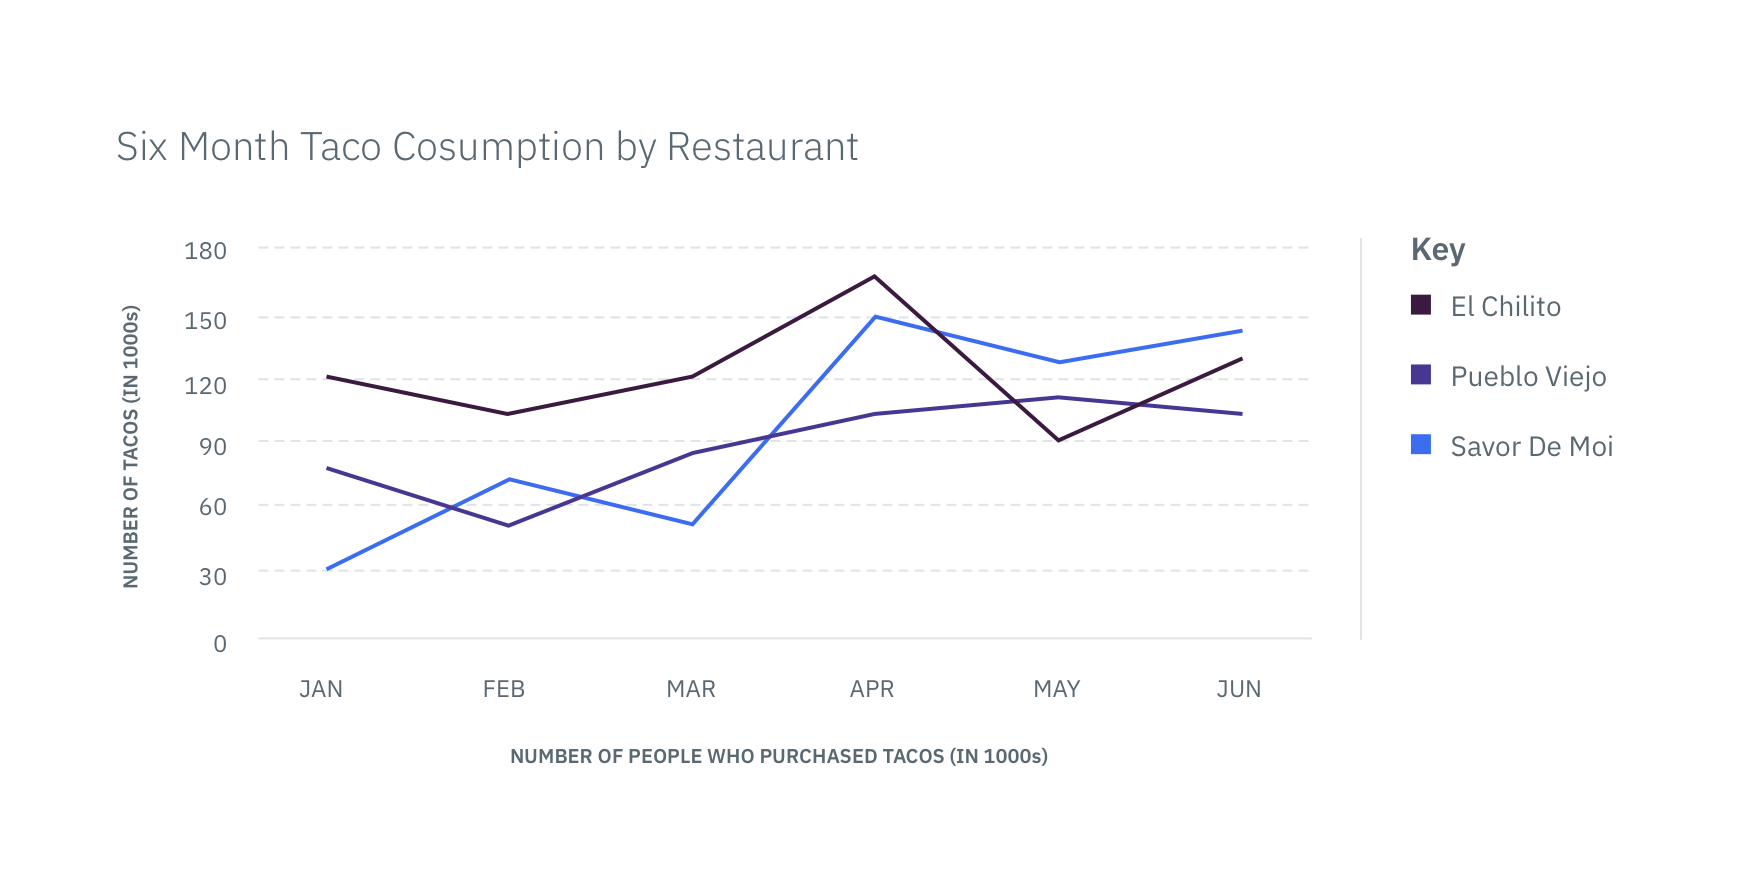 Six Month Taco Cosumption by Restaurant
NUMBER OF TACOS (IN 1000s)
180
150
120
90
60
30
0
JAN FEB MAR APR MAY JUN
NUMBER OF PEOPLE WHO PURCHASED TACOS (IN 1000s)
Key
El Chilito
Pueblo Viejo
Savor De Moi